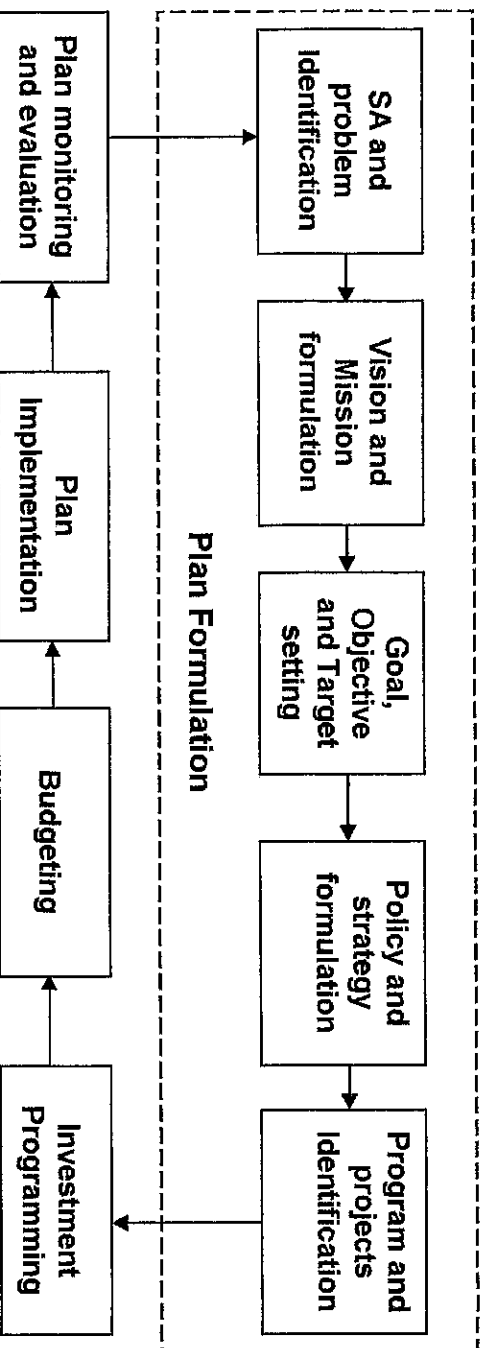 SA and
problem
Identification
Vision and
Mission
formulation
Goal,
Objective
and Target
setting
Policy and
strategy
formulation
Program and
projects
Identification
Plan Formulation
Plan monitoring
and evaluation
Plan
Implementation
Budgeting
Investment
Programming